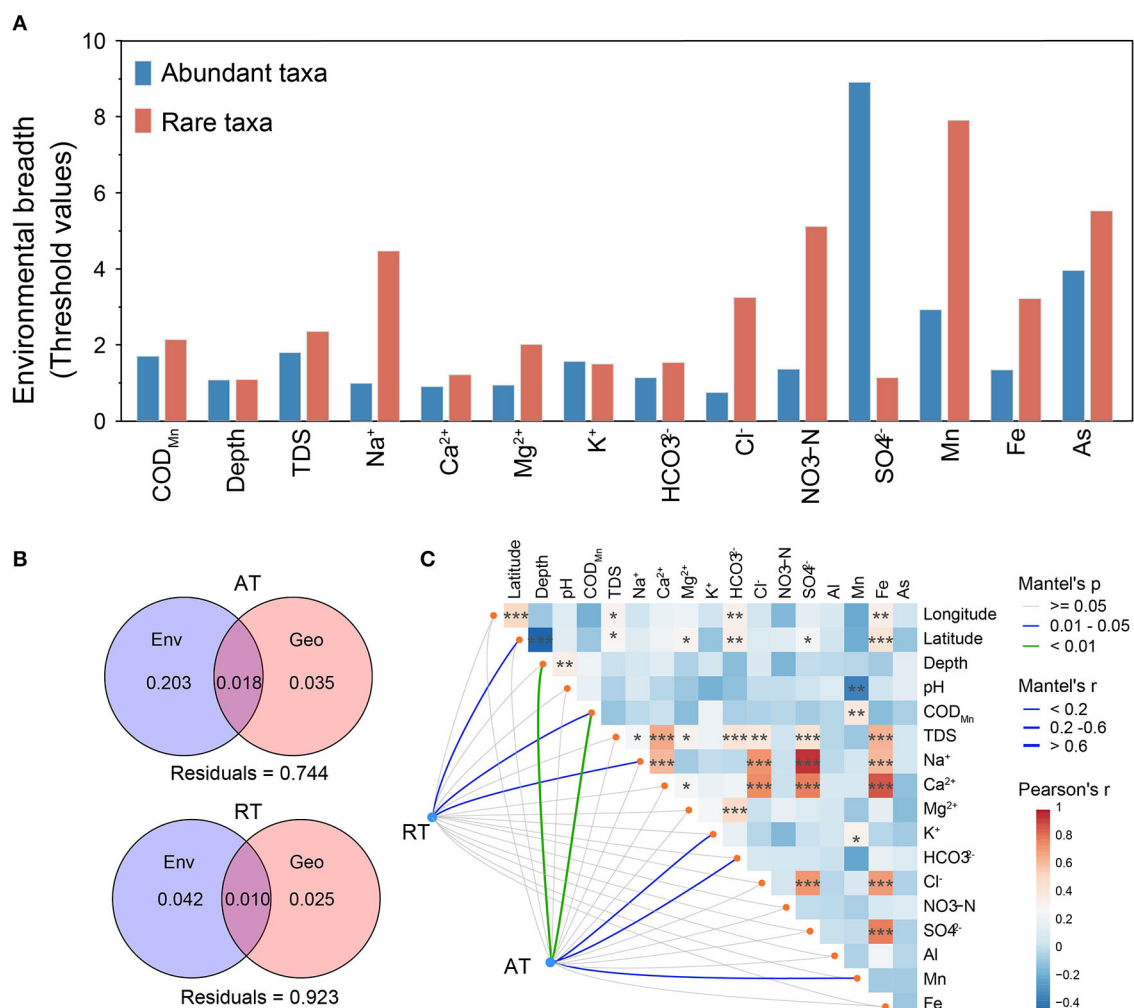 A
10
8
6
4
2
0
Environmental breadth
(Threshold values)
Abundant taxa
Rare taxa
COD_Mn Depth TDS Na⁺ Ca²⁺ Mg²⁺ K⁺ HCO3²⁻ Cl⁻ NO3-N SO4²⁻ Mn Fe As
B
AT
Env Geo
0.203 0.018 0.035
Residuals = 0.744
RT
Env Geo
0.042 0.010 0.025
Residuals = 0.923
C
Latitude Depth pH COD_Mn TDS Na⁺ Ca²⁺ Mg²⁺ K⁺ HCO3²⁻ Cl⁻ NO3-N SO4²⁻ Al Mn Fe As
*** * ** ** Longitude
*** * * ** * *** Latitude
** Depth
** pH
** COD_Mn
* *** * *** ** *** *** TDS
*** *** *** *** Na⁺
* *** *** *** Ca²⁺
*** Mg²⁺
* K⁺
HCO3²⁻
*** *** Cl⁻
NO3-N
*** SO4²⁻
Al
Mn
Fe
RT
AT
Mantel's p
>= 0.05
0.01 - 0.05
< 0.01
Mantel's r
< 0.2
0.2 -0.6
> 0.6
Pearson's r
1
0.8
0.6
0.4
0.2
0
−0.2
−0.4